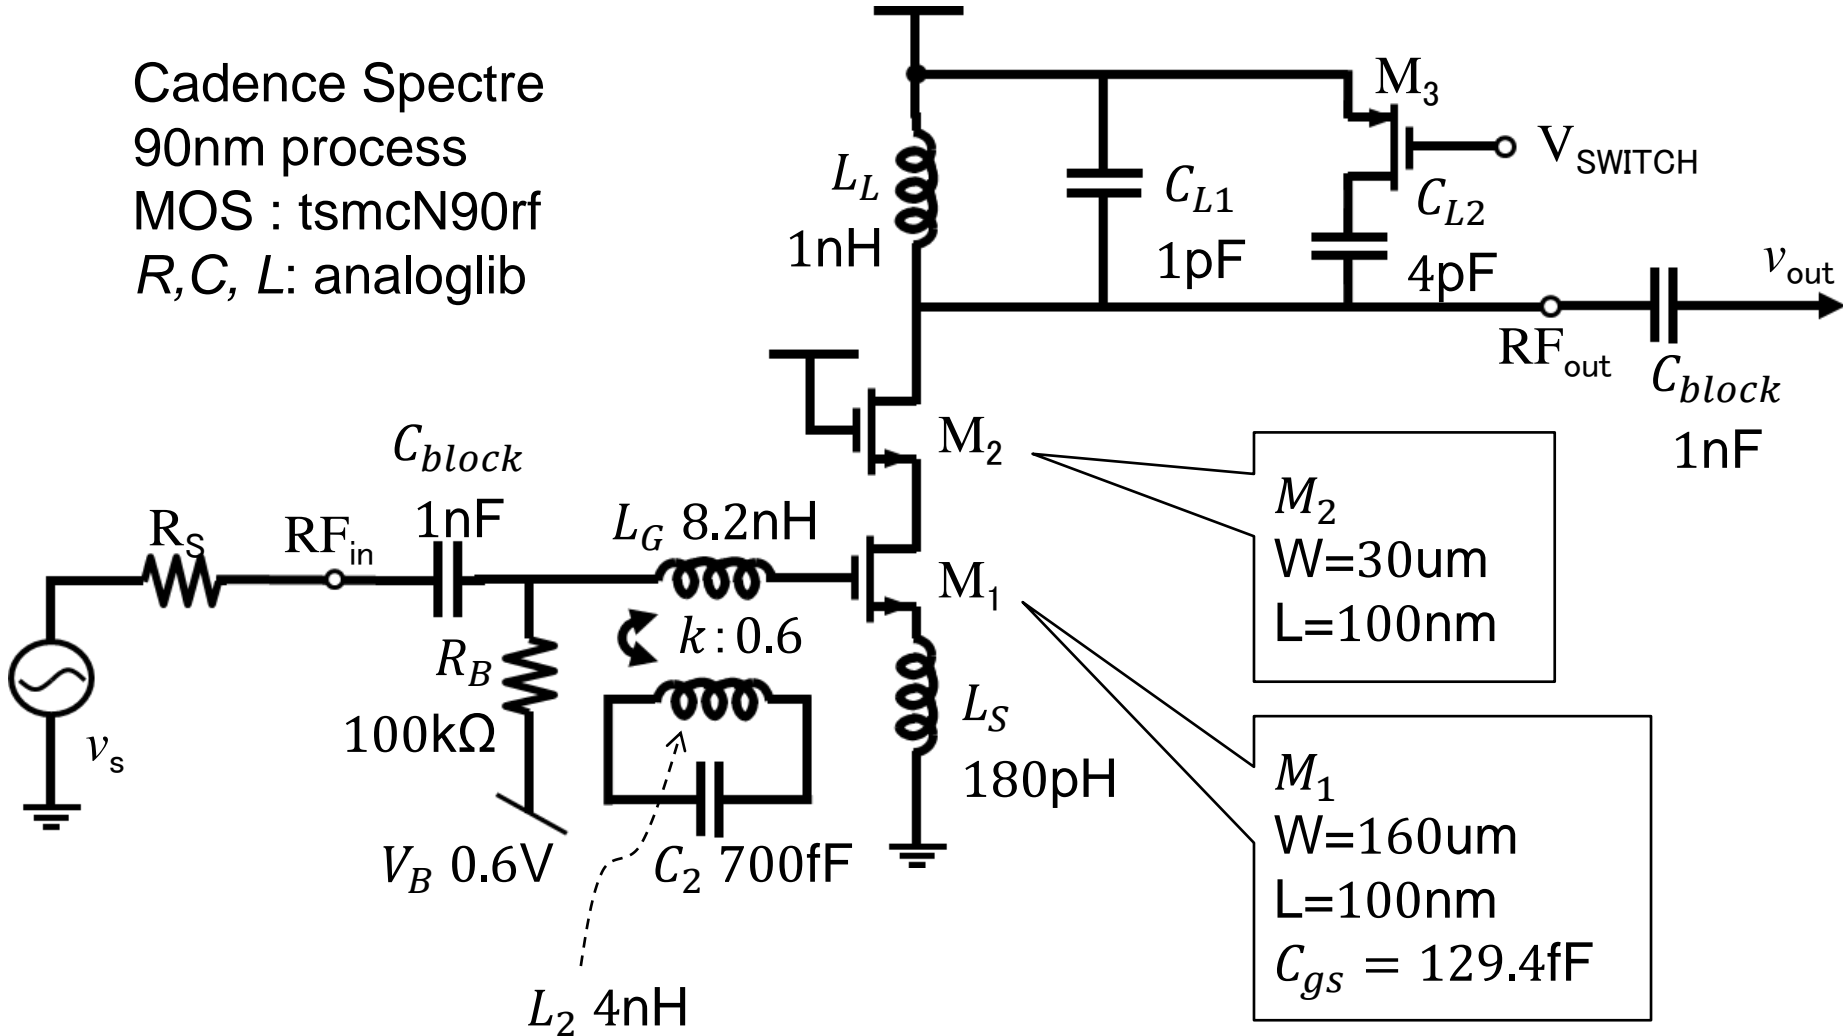 Cadence Spectre
90nm process
MOS : tsmcN90rf
R,C, L: analoglib
M3
VSWITCH
LL
1nH
CL1
1pF
CL2
4pF
vout
RFout
Cblock
1nF
M2
Cblock
1nF
RS
RFin
LG 8.2nH
M1
k : 0.6
RB
100kΩ
LS
180pH
vs
VB 0.6V
C2 700fF
L2 4nH
M2
W=30um
L=100nm
M1
W=160um
L=100nm
Cgs = 129.4fF